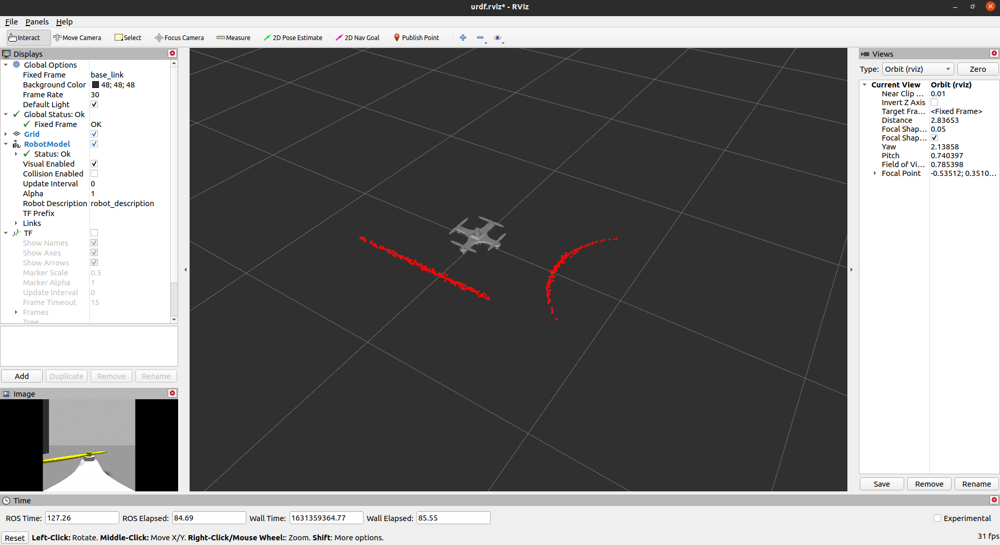 urdf.rviz* - RViz
File Panels Help
Interact Move Camera Select Focus Camera Measure 2D Pose Estimate 2D Nav Goal Publish Point
Displays
Global Options
Fixed Frame base_link
Background Color 48; 48; 48
Frame Rate 30
Default Light
Global Status: Ok
Fixed Frame OK
Grid
RobotModel
Status: Ok
Visual Enabled
Collision Enabled
Update Interval 0
Alpha 1
Robot Description robot_description
TF Prefix
Links
TF
Show Names
Show Axes
Show Arrows
Marker Scale 0.5
Marker Alpha 1
Update Interval 0
Frame Timeout 15
Frames
Tree
Add Duplicate Remove Rename
Image
Views
Type: Orbit (rviz) Zero
Current View Orbit (rviz)
Near Clip ... 0.01
Invert Z Axis
Target Fra... <Fixed Frame>
Distance 2.83653
Focal Shap... 0.05
Focal Shap...
Yaw 2.13858
Pitch 0.740397
Field of Vi... 0.785398
Focal Point -0.53512; 0.3510...
Save Remove Rename
Time
ROS Time: 127.26 ROS Elapsed: 84.69 Wall Time: 1631359364.77 Wall Elapsed: 85.55 Experimental
Reset Left-Click: Rotate. Middle-Click: Move X/Y. Right-Click/Mouse Wheel:: Zoom. Shift: More options. 31 fps